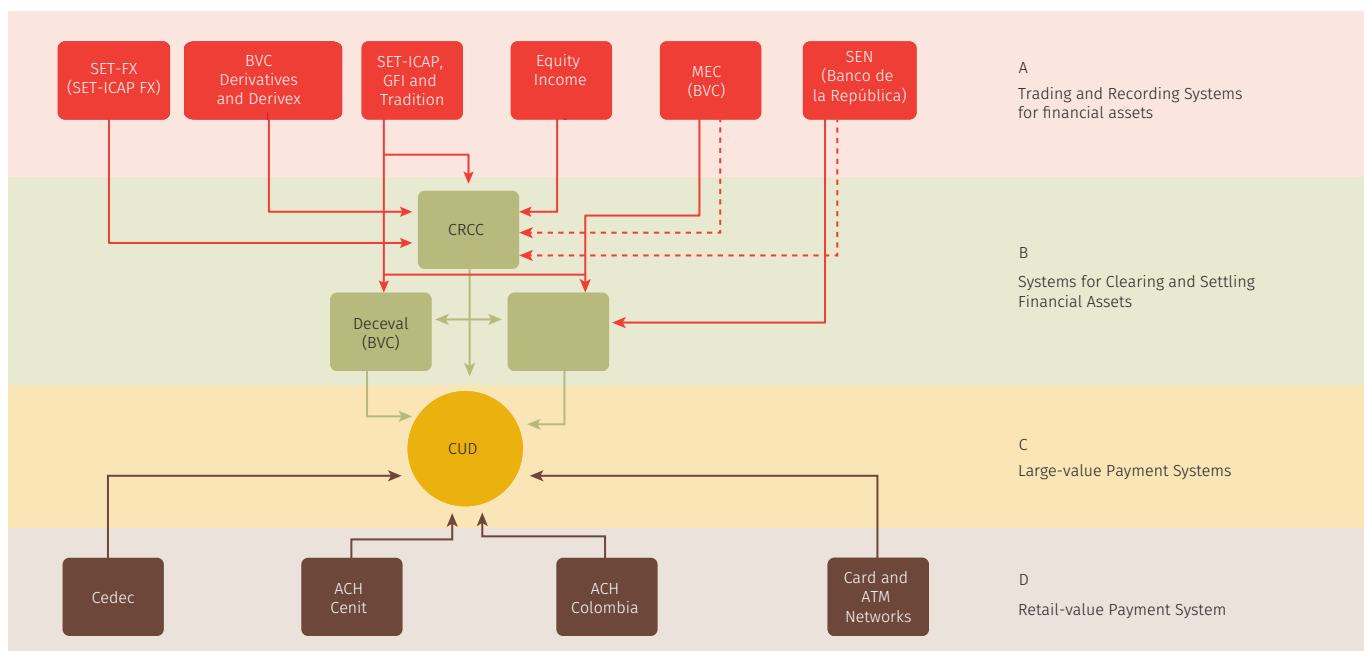 SET-FX
(SET-ICAP FX)
BVC
Derivatives
and Derivex
SET-ICAP,
GFI and
Tradition
Equity
Income
MEC
(BVC)
SEN
(Banco de
la República)
A
Trading and Recording Systems
for financial assets
CRCC
B
Systems for Clearing and Settling
Financial Assets
Deceval
(BVC)
CUD
C
Large-value Payment Systems
Cedec
ACH
Cenit
ACH
Colombia
Card and
ATM
Networks
D
Retail-value Payment System